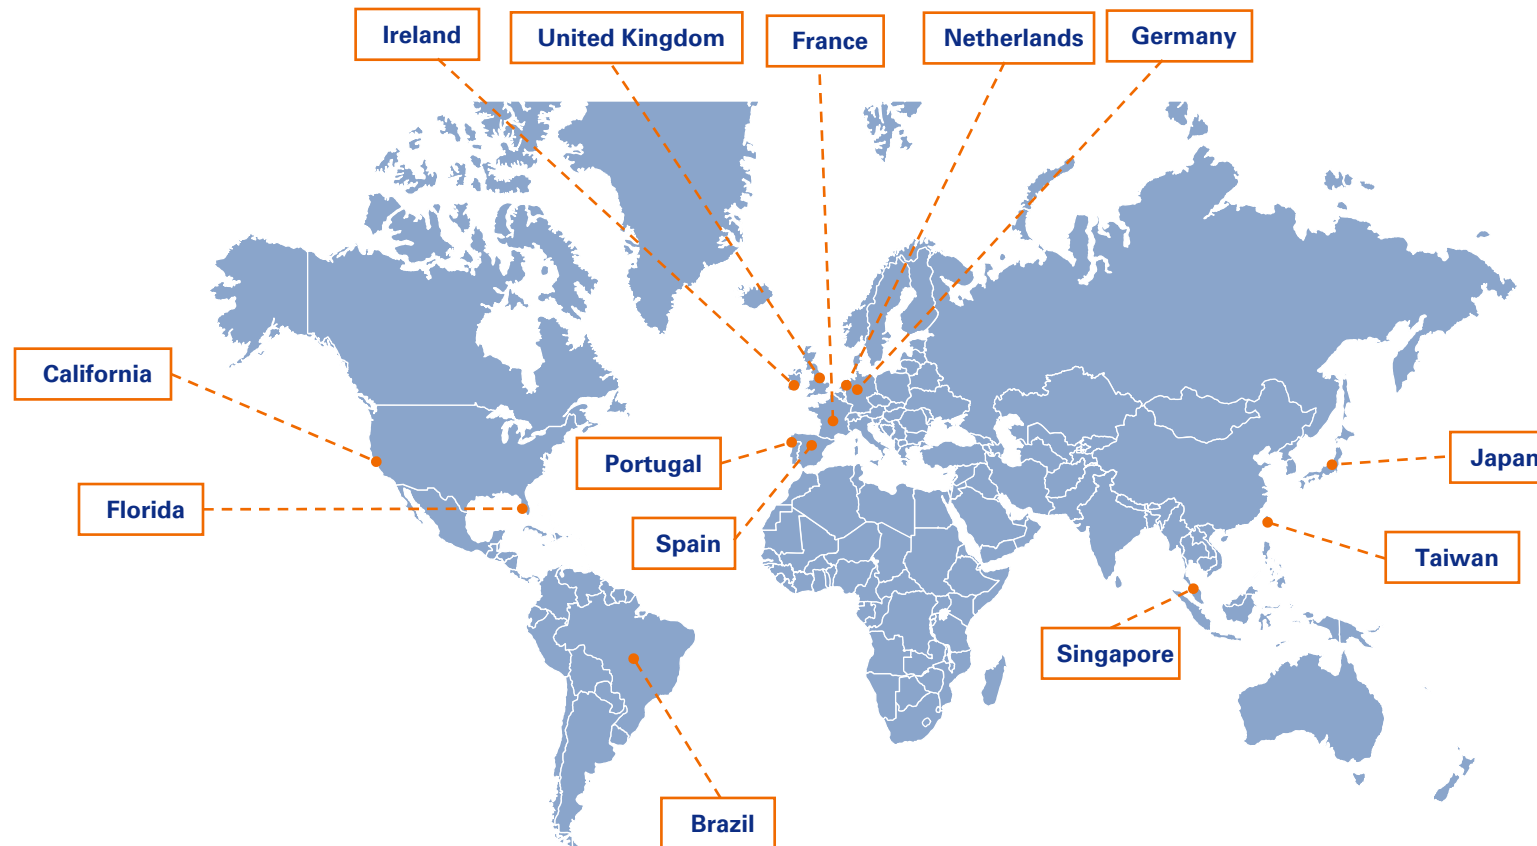 Ireland
United Kingdom
France
Netherlands
Germany
California
Portugal
Japan
Florida
Spain
Taiwan
Singapore
Brazil